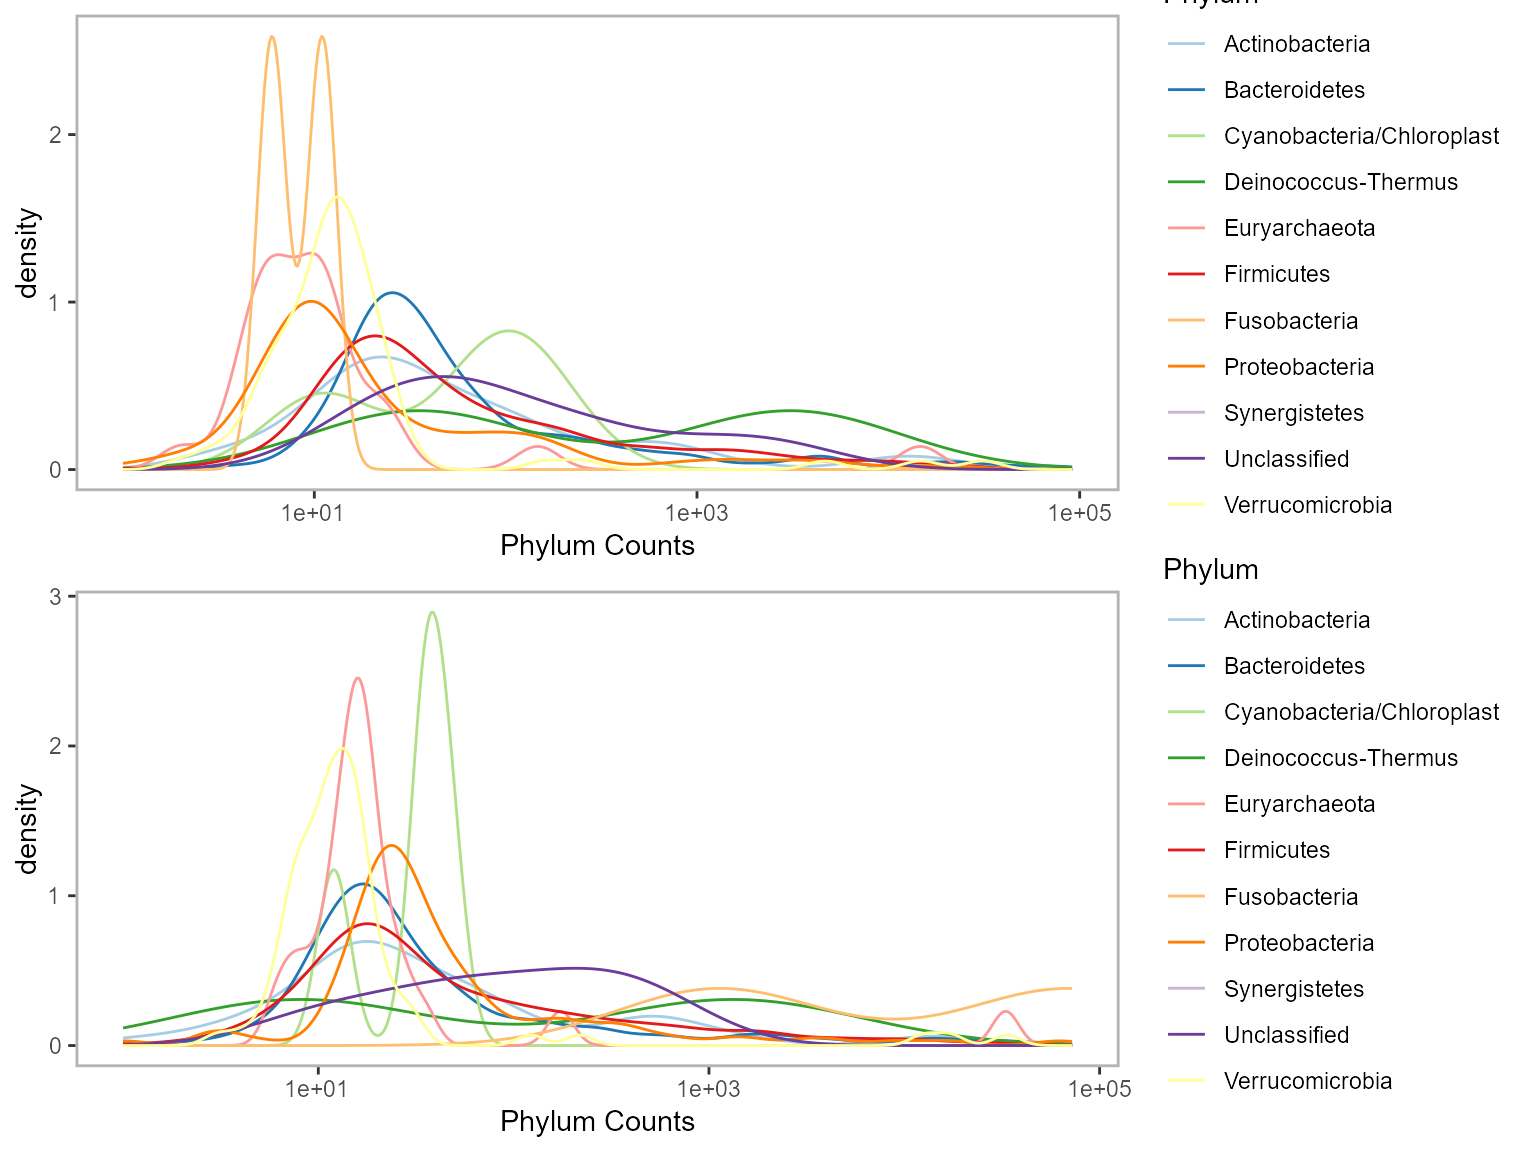 Phylum
Actinobacteria
Bacteroidetes
Cyanobacteria/Chloroplast
Deinococcus-Thermus
Euryarchaeota
Firmicutes
Fusobacteria
Proteobacteria
Synergistetes
Unclassified
Verrucomicrobia
density
2
1
0
1e+01 1e+03 1e+05
Phylum Counts
Phylum
Actinobacteria
Bacteroidetes
Cyanobacteria/Chloroplast
Deinococcus-Thermus
Euryarchaeota
Firmicutes
Fusobacteria
Proteobacteria
Synergistetes
Unclassified
Verrucomicrobia
density
3
2
1
0
1e+01 1e+03 1e+05
Phylum Counts